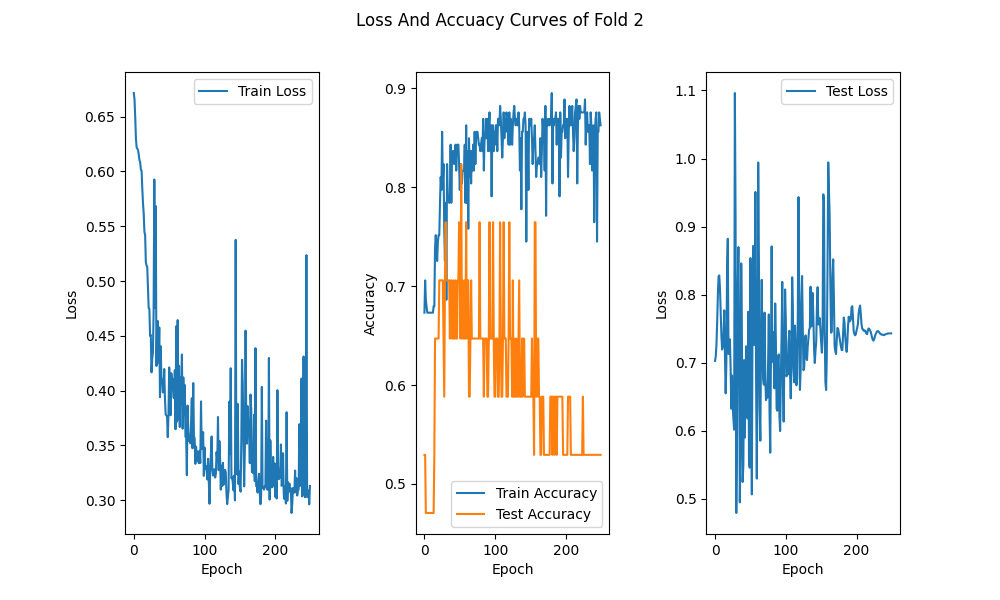 Loss And Accuacy Curves of Fold 2
Train Loss
0.65
0.60
0.55
0.50
0.45
0.40
0.35
0.30
0
100
200
Loss
Epoch
0.9
0.8
0.7
0.6
0.5
0
100
200
Accuracy
Epoch
Train Accuracy
Test Accuracy
Test Loss
1.1
1.0
0.9
0.8
0.7
0.6
0.5
0
100
200
Loss
Epoch